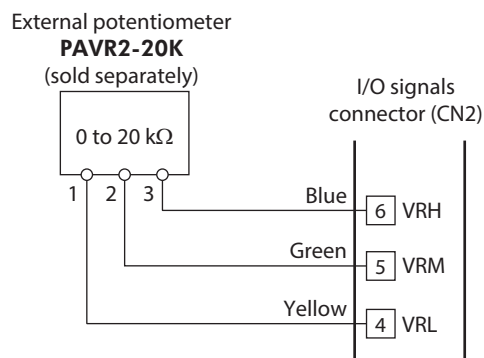 External potentiometer
PAVR2-20K
(sold separately)
I/O signals
connector (CN2)
0 to 20 kΩ
1 2 3
Blue 6 VRH
Green 5 VRM
Yellow 4 VRL